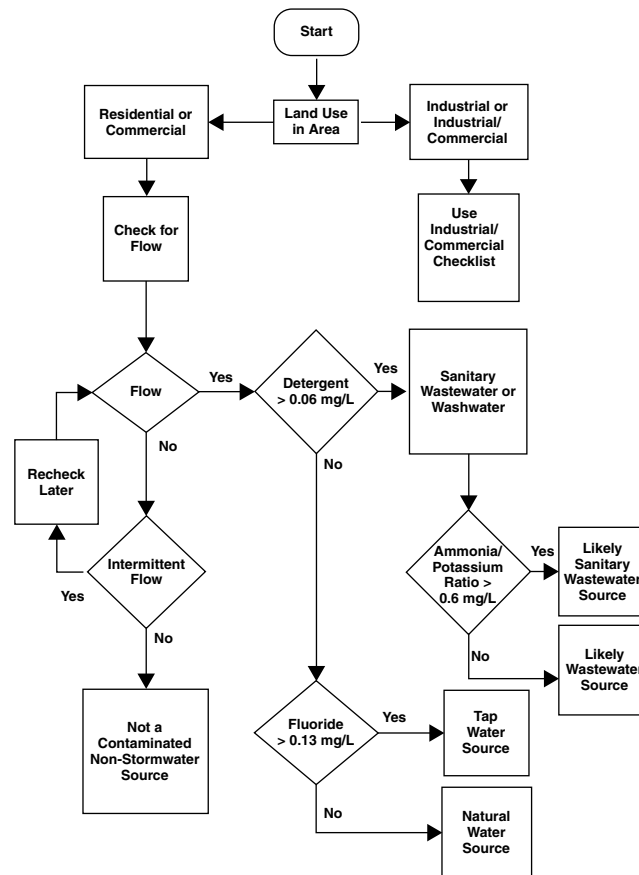 Start
Residential or
Commercial
Land Use
in Area
Industrial or
Industrial/
Commercial
Check for
Flow
Use
Industrial/
Commercial
Checklist
Flow
Yes
Detergent
> 0.06 mg/L
Yes
Sanitary
Wastewater or
Washwater
No
No
Recheck
Later
Intermittent
Flow
Yes
No
Ammonia/
Potassium
Ratio >
0.6 mg/L
Yes
Likely
Sanitary
Wastewater
Source
No
Likely
Wastewater
Source
Not a
Contaminated
Non-Stormwater
Source
Fluoride
> 0.13 mg/L
Yes
Tap
Water
Source
No
Natural
Water
Source